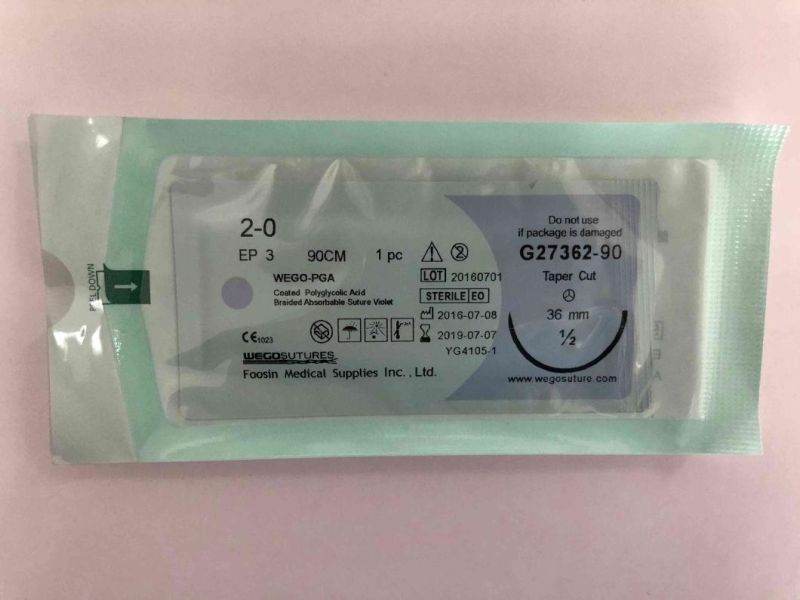 PEEL DOWN
2-0
EP 3 90CM 1 pc
WEGO-PGA
Coated Polyglycolic Acid
Braided Absorbable Suture Violet
CE 1023
WEGOSUTURES
Foosin Medical Supplies Inc., Ltd.
2
LOT 20160701
STERILE EO
2016-07-08
2019-07-07
YG4105-1
Do not use
if package is damaged
G27362-90
Taper Cut
36 mm
½
www.wegosuture.com